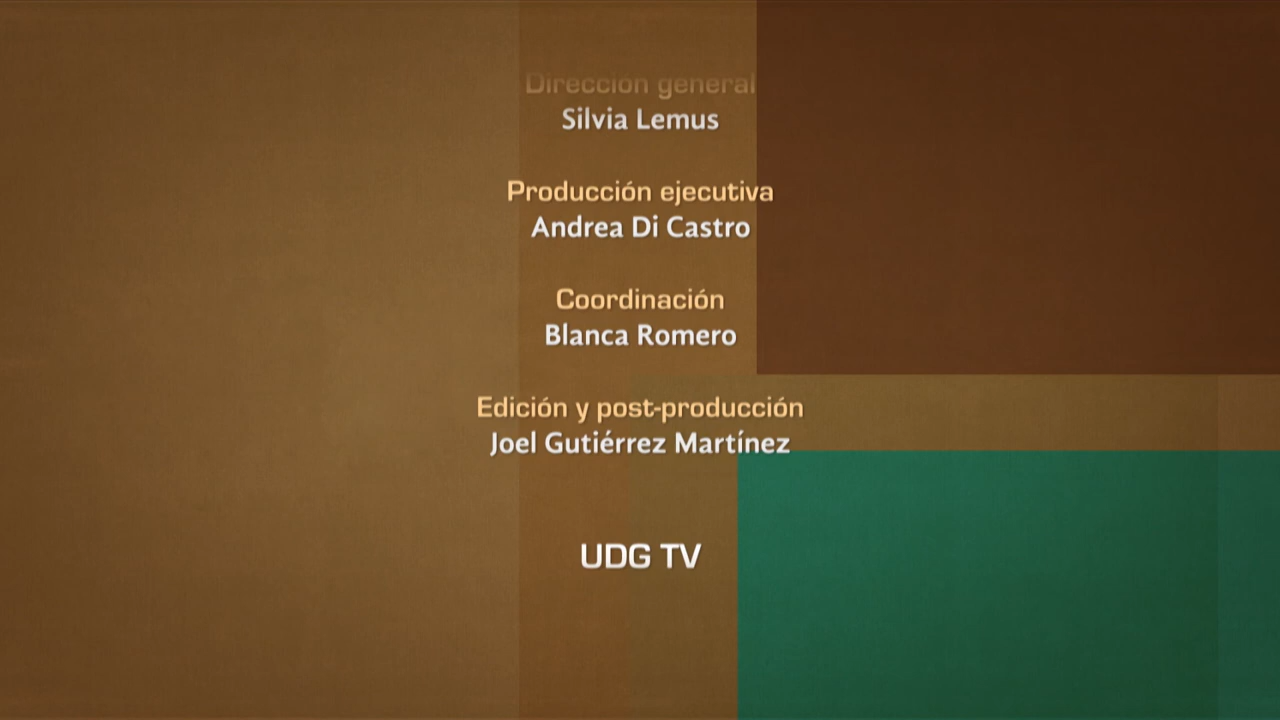 Dirección general
Silvia Lemus
Producción ejecutiva
Andrea Di Castro
Coordinación
Blanca Romero
Edición y post-producción
Joel Gutiérrez Martínez
UDG TV